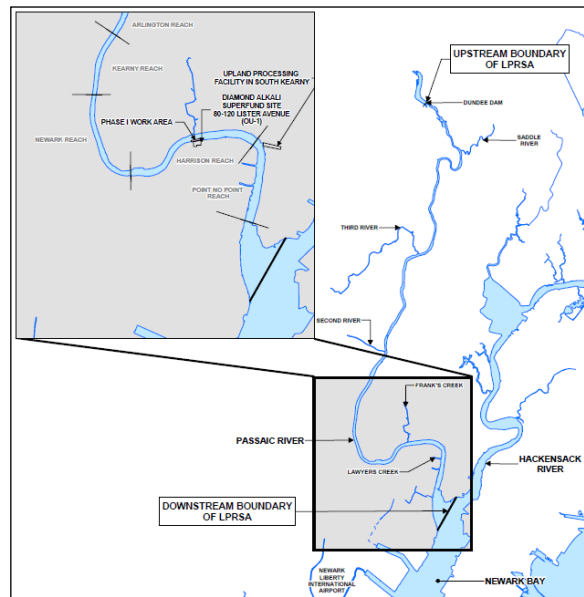 ARLINGTON REACH
KEARNY REACH
UPLAND PROCESSING
FACILITY IN SOUTH KEARNY
DIAMOND ALKALI
SUPERFUND SITE
80-120 LISTER AVENUE
(OU-1)
PHASE I WORK AREA
NEWARK REACH
HARRISON REACH
POINT NO POINT
REACH
UPSTREAM BOUNDARY
OF LPRSA
DUNDEE DAM
SADDLE
RIVER
THIRD RIVER
SECOND RIVER
FRANK'S CREEK
PASSAIC RIVER
LAWYERS CREEK
HACKENSACK
RIVER
DOWNSTREAM BOUNDARY
OF LPRSA
NEWARK
LIBERTY
INTERNATIONAL
AIRPORT
NEWARK BAY